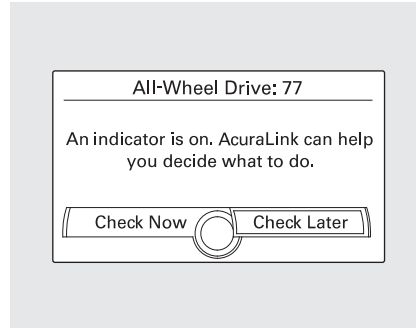 All-Wheel Drive: 77
An indicator is on. AcuraLink can help
you decide what to do.
Check Now
Check Later